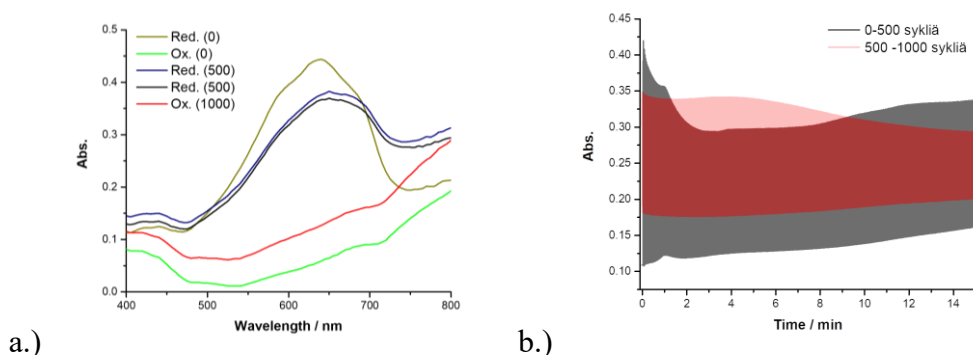 Red. (0)
Ox. (0)
Red. (500)
Red. (500)
Ox. (1000)
0.5
0.4
0.3
0.2
0.1
0.0
Abs.
400
500
600
700
800
Wavelength / nm
a.)
0-500 sykliä
500 -1000 sykliä
0.45
0.40
0.35
0.30
0.25
0.20
0.15
0.10
Abs.
0
2
4
6
8
10
12
14
Time / min
b.)